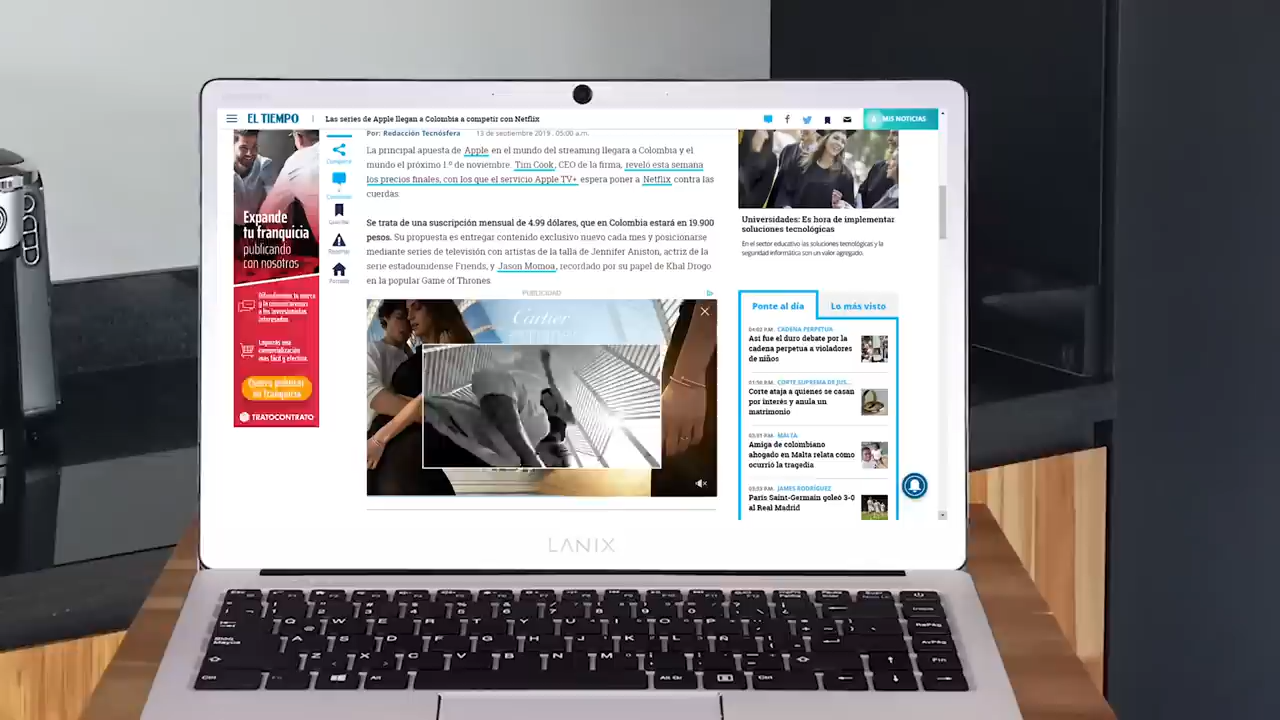 EL TIEMPO
Las series de Apple llegan a Colombia a competir con Netflix
MIS NOTICIAS
Por: Redacción Tecnósfera 13 de septiembre 2019 , 05:00 a.m.
La principal apuesta de Apple en el mundo del streaming llegara a Colombia y el
mundo el próximo 1.º de noviembre. Tim Cook, CEO de la firma, reveló esta semana
los precios finales, con los que el servicio Apple TV+ espera poner a Netflix contra las
cuerdas.
Se trata de una suscripción mensual de 4.99 dólares, que en Colombia estará en 19.900
pesos. Su propuesta es entregar contenido exclusivo nuevo cada mes y posicionarse
mediante series de televisión con artistas de la talla de Jennifer Aniston, actriz de la
serie estadounidense Friends, y Jason Momoa, recordado por su papel de Khal Drogo
en la popular Game of Thrones.
PUBLICIDAD
Cartier
Expande
tu franquicia
publicando
con nosotros
Quiero publicar
mi franquicia
TRATOCONTRATO
Universidades: Es hora de implementar
soluciones tecnológicas
En el sector educativo las soluciones tecnológicas y la
seguridad informática son un valor agregado.
Ponte al día
Lo más visto
CADENA PERPETUA
Así fue el duro debate por la
cadena perpetua a violadores
de niños
CORTE SUPREMA DE JUS...
Corte ataja a quienes se casan
por interés y anula un
matrimonio
MALTA
Amiga de colombiano
ahogado en Malta relata cómo
ocurrió la tragedia
JAMES RODRÍGUEZ
París Saint-Germain goleó 3-0
al Real Madrid
LANIX
Q W E R T Y U I O P
A S D F G H J K L Ñ
Z X C V B N M
Ctrl Fn Alt Alt Gr Ctrl